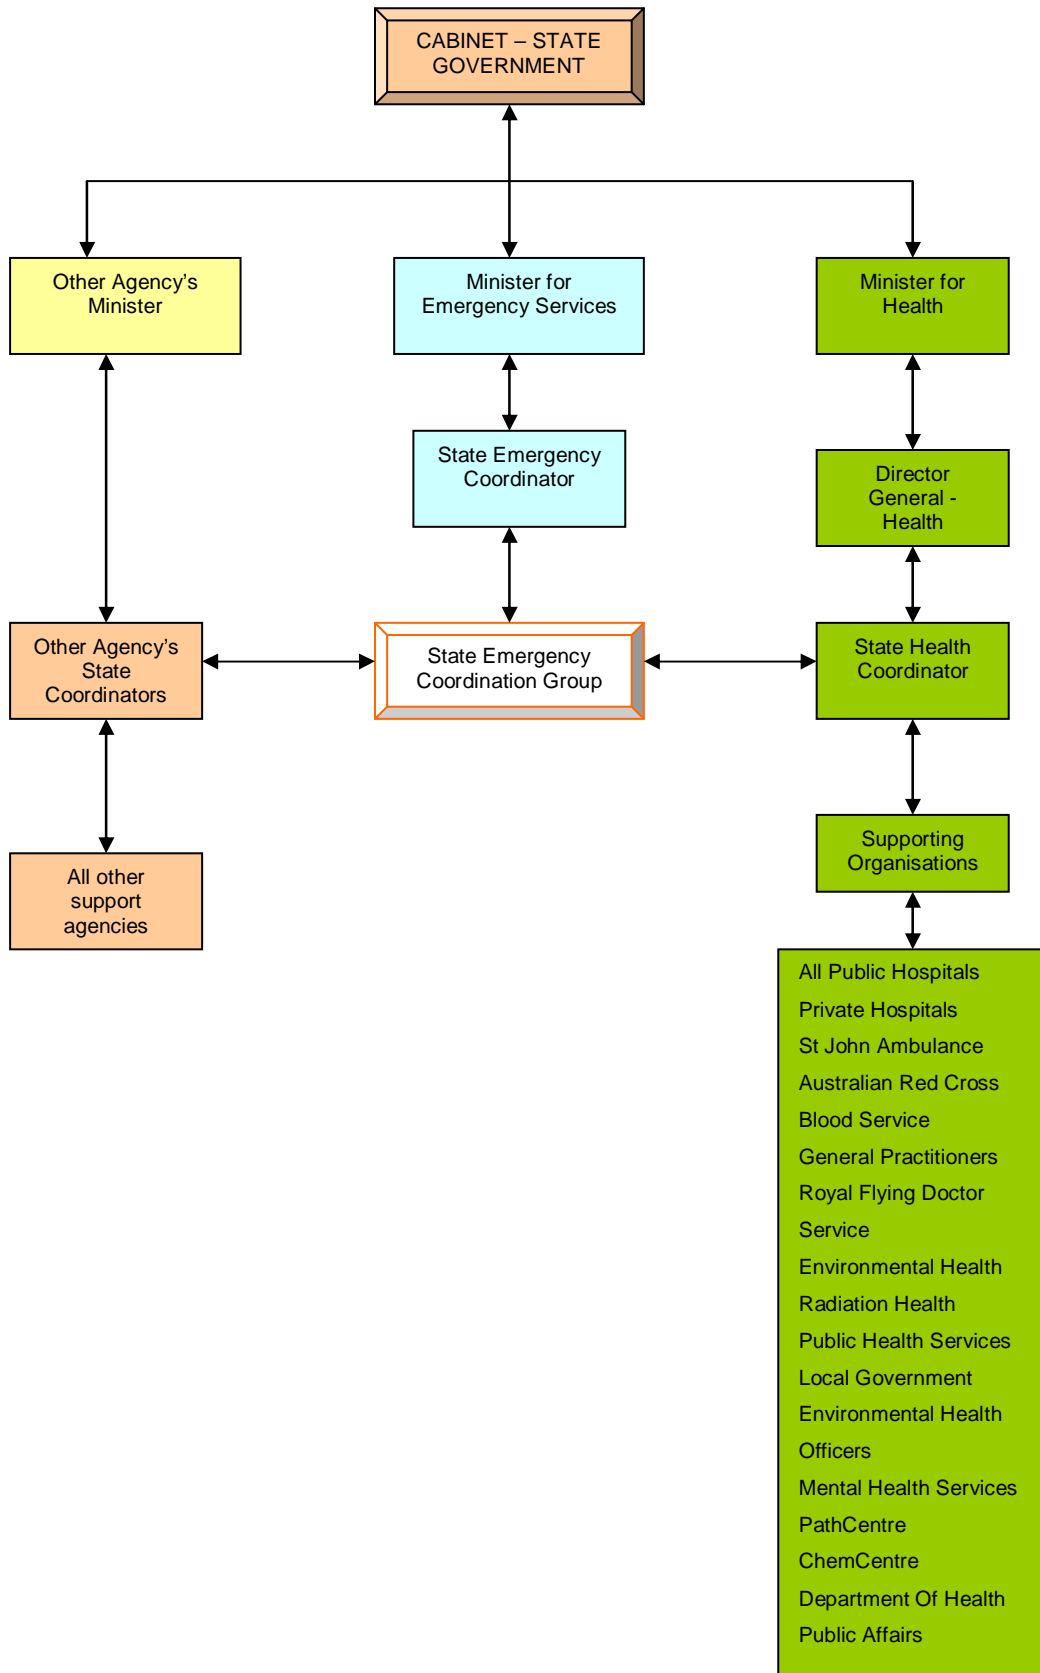 CABINET – STATE
GOVERNMENT
Other Agency's
Minister
Minister for
Emergency Services
Minister for
Health
State Emergency
Coordinator
Director
General -
Health
Other Agency's
State
Coordinators
State Emergency
Coordination Group
State Health
Coordinator
All other
support
agencies
Supporting
Organisations
All Public Hospitals
Private Hospitals
St John Ambulance
Australian Red Cross
Blood Service
General Practitioners
Royal Flying Doctor
Service
Environmental Health
Radiation Health
Public Health Services
Local Government
Environmental Health
Officers
Mental Health Services
PathCentre
ChemCentre
Department Of Health
Public Affairs